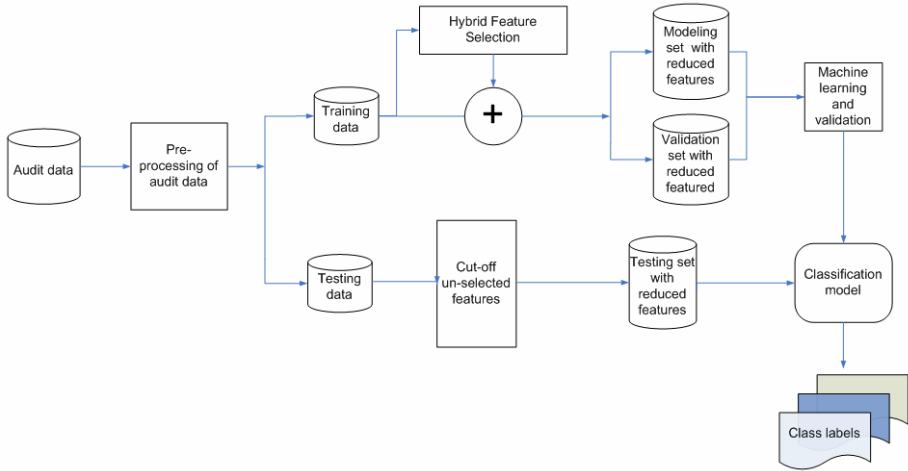 Hybrid Feature
Selection
Modeling
set with
reduced
features
Machine
learning
and
validation
Training
data
+
Audit data
Pre-
processing of
audit data
Validation
set with
reduced
featured
Testing
data
Cut-off
un-selected
features
Testing set
with
reduced
features
Classification
model
Class labels